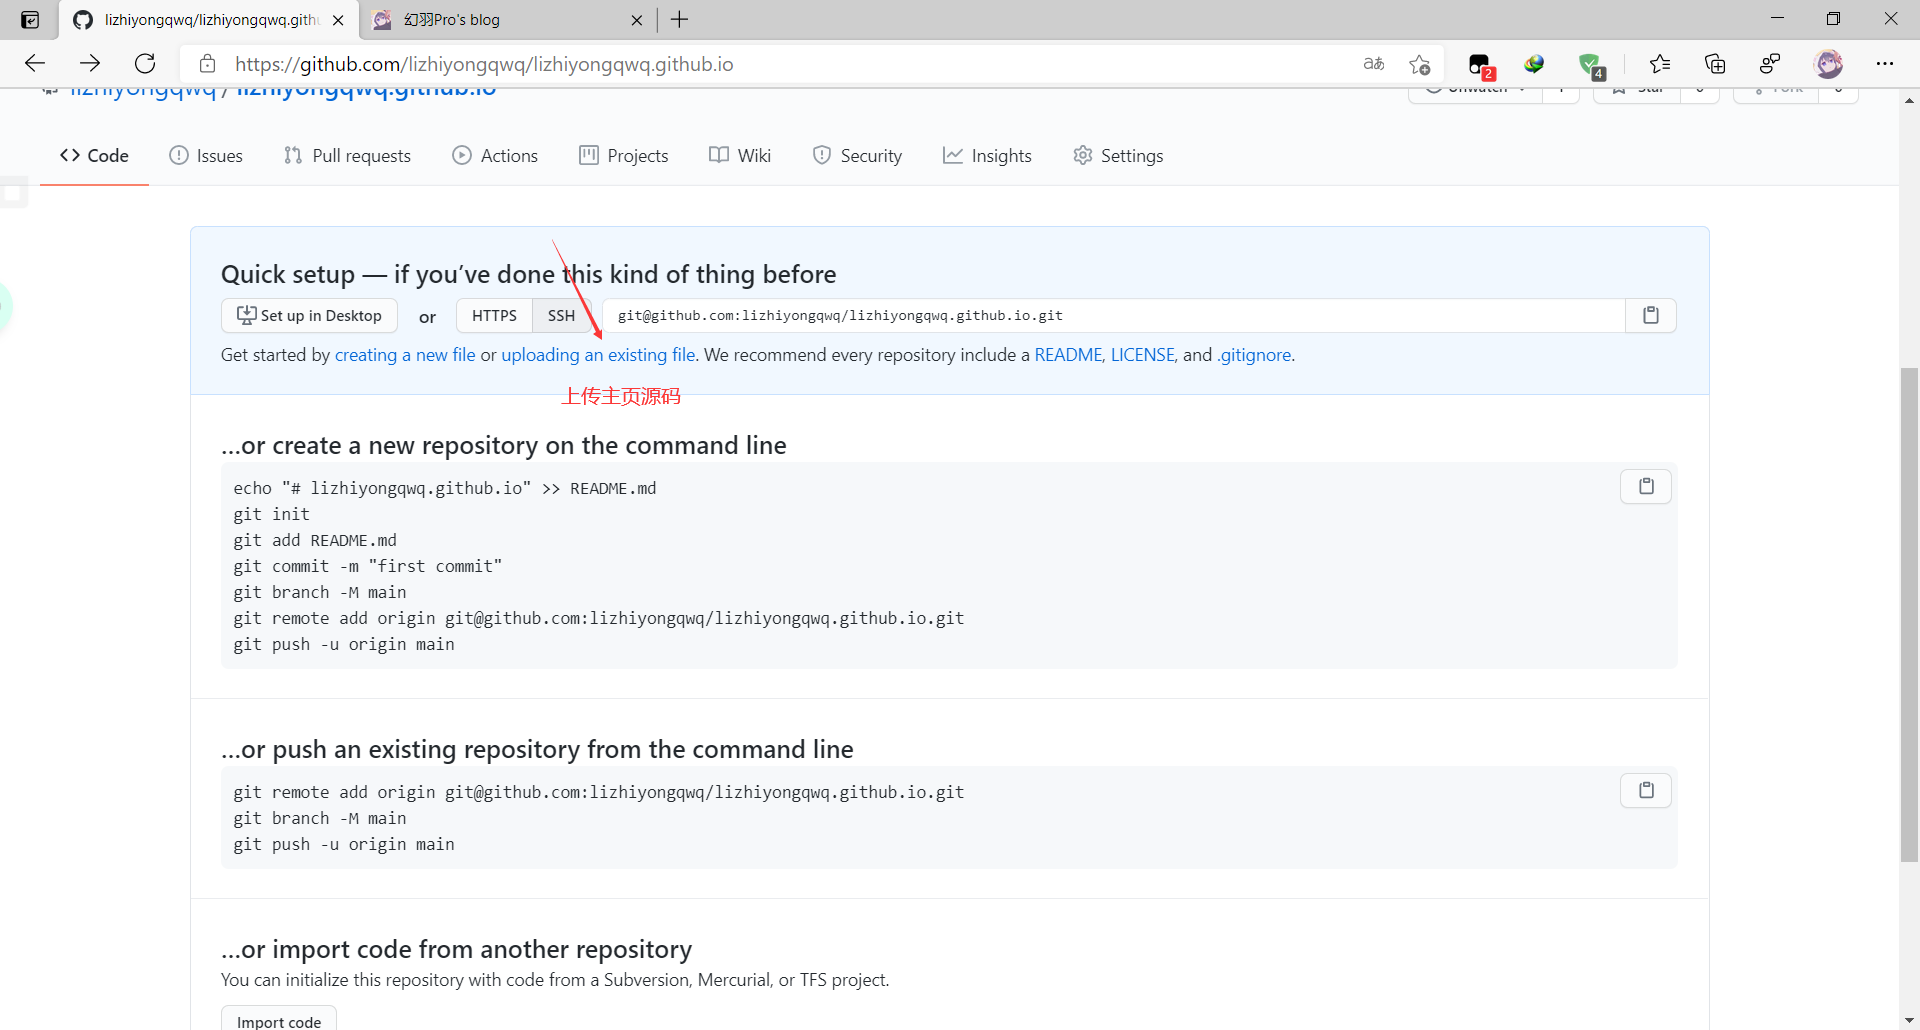 lizhiyongqwq/lizhiyongqwq.gith
幻羽Pro's blog
https://github.com/lizhiyongqwq/lizhiyongqwq.github.io
2
4
lizhiyongqwq / lizhiyongqwq.github.io
Unwatch
Star
Fork
Code
Issues
Pull requests
Actions
Projects
Wiki
Security
Insights
Settings
Quick setup — if you’ve done this kind of thing before
Set up in Desktop or HTTPS SSH git@github.com:lizhiyongqwq/lizhiyongqwq.github.io.git
Get started by creating a new file or uploading an existing file. We recommend every repository include a README, LICENSE, and .gitignore.
上传主页源码
…or create a new repository on the command line
echo "# lizhiyongqwq.github.io" >> README.md
git init
git add README.md
git commit -m "first commit"
git branch -M main
git remote add origin git@github.com:lizhiyongqwq/lizhiyongqwq.github.io.git
git push -u origin main
…or push an existing repository from the command line
git remote add origin git@github.com:lizhiyongqwq/lizhiyongqwq.github.io.git
git branch -M main
git push -u origin main
…or import code from another repository
You can initialize this repository with code from a Subversion, Mercurial, or TFS project.
Import code